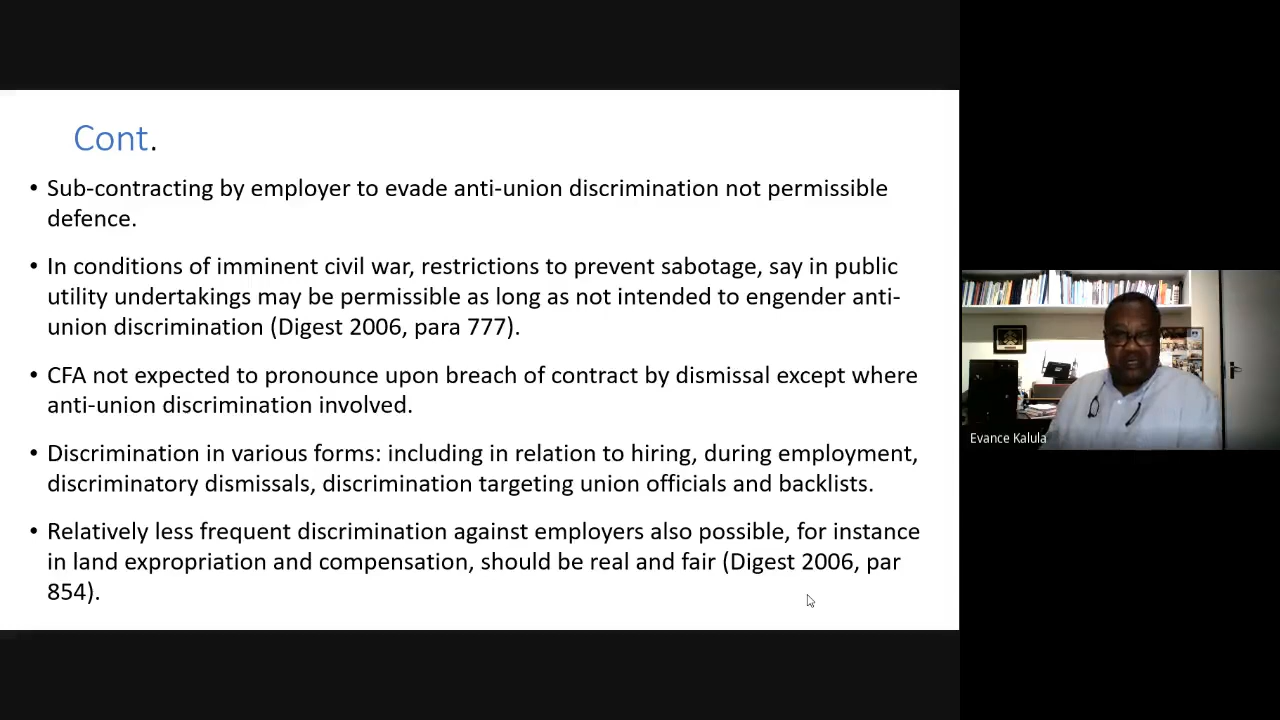 Cont.
• Sub-contracting by employer to evade anti-union discrimination not permissible
defence.
• In conditions of imminent civil war, restrictions to prevent sabotage, say in public
utility undertakings may be permissible as long as not intended to engender anti-
union discrimination (Digest 2006, para 777).
• CFA not expected to pronounce upon breach of contract by dismissal except where
anti-union discrimination involved.
• Discrimination in various forms: including in relation to hiring, during employment,
discriminatory dismissals, discrimination targeting union officials and backlists.
• Relatively less frequent discrimination against employers also possible, for instance
in land expropriation and compensation, should be real and fair (Digest 2006, par
854).
Evance Kalula